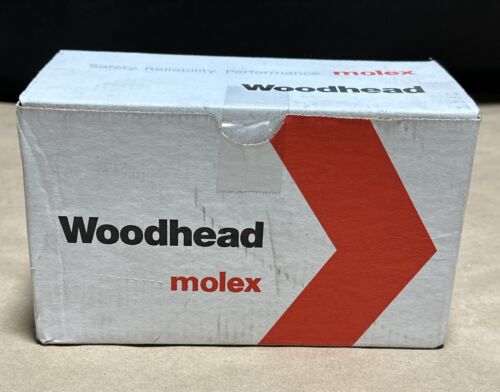 Safety. Reliability. Performance. molex
Woodhead
Woodhead
molex